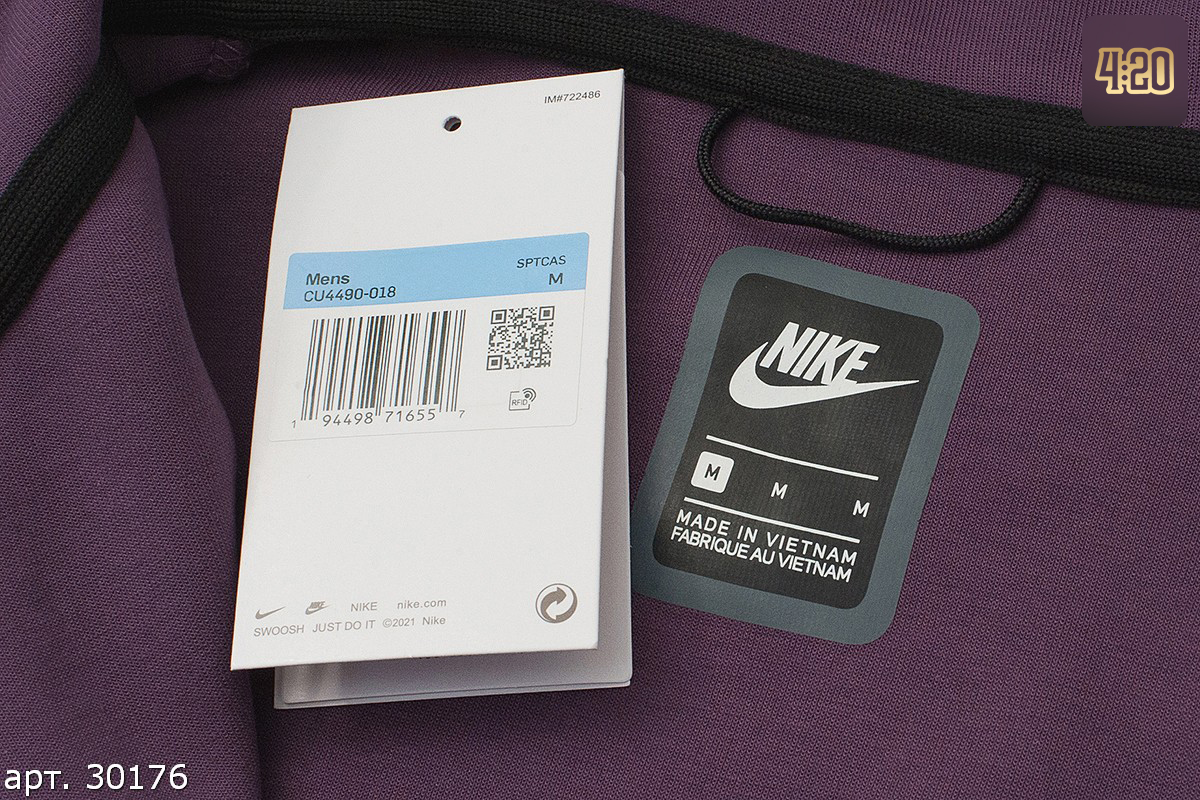 4:20
IM#722486
SPTCAS
Mens M
CU4490-018
RFID
1 94498 71655 7
NIKE nike.com
SWOOSH JUST DO IT ©2021 Nike
NIKE
M M M
MADE IN VIETNAM
FABRIQUE AU VIETNAM
арт. 30176